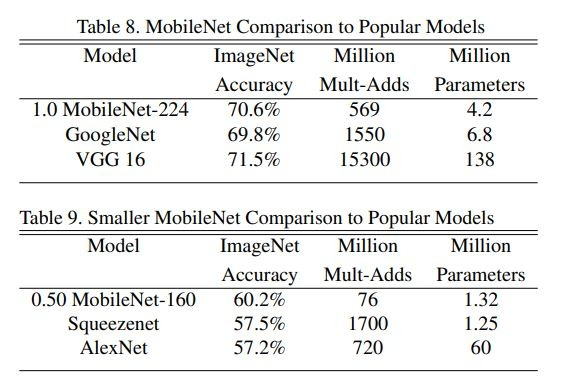 Table 8. MobileNet Comparison to Popular Models
Model ImageNet Million Million
Accuracy Mult-Adds Parameters
1.0 MobileNet-224 70.6% 569 4.2
GoogleNet 69.8% 1550 6.8
VGG 16 71.5% 15300 138
Table 9. Smaller MobileNet Comparison to Popular Models
Model ImageNet Million Million
Accuracy Mult-Adds Parameters
0.50 MobileNet-160 60.2% 76 1.32
Squeezenet 57.5% 1700 1.25
AlexNet 57.2% 720 60